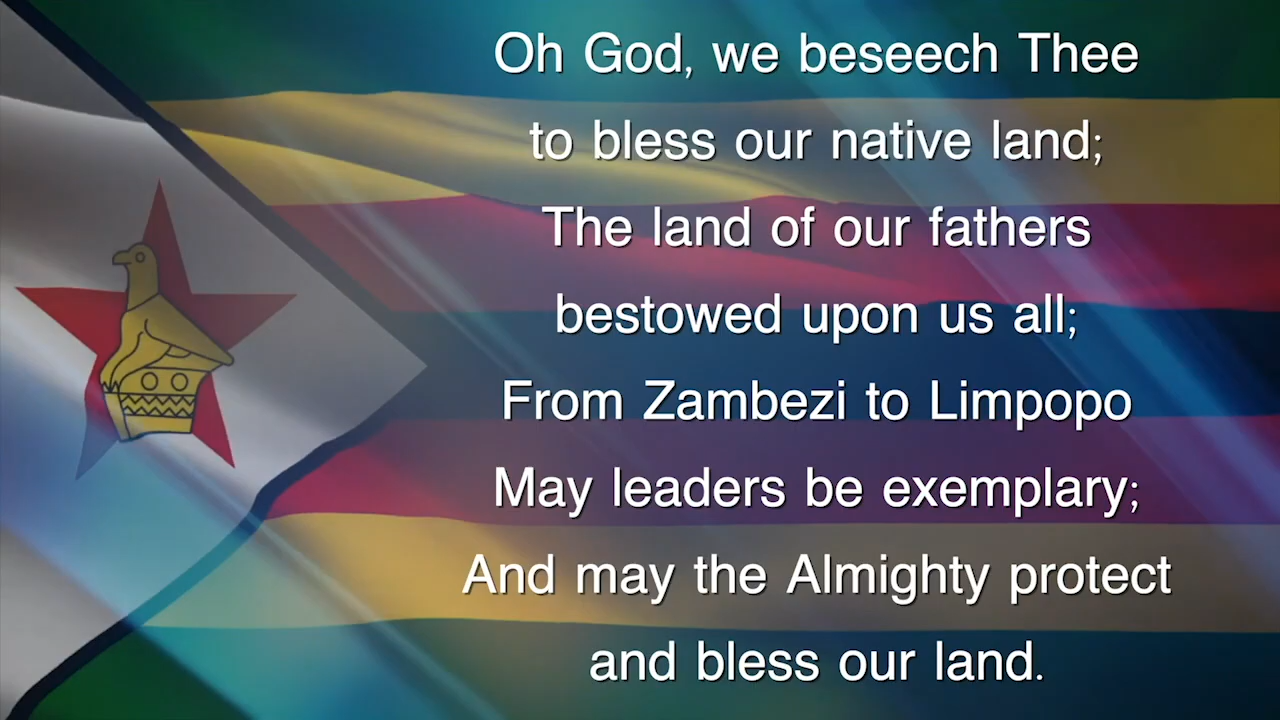 Oh God, we beseech Thee
to bless our native land;
The land of our fathers
bestowed upon us all;
From Zambezi to Limpopo
May leaders be exemplary;
And may the Almighty protect
and bless our land.